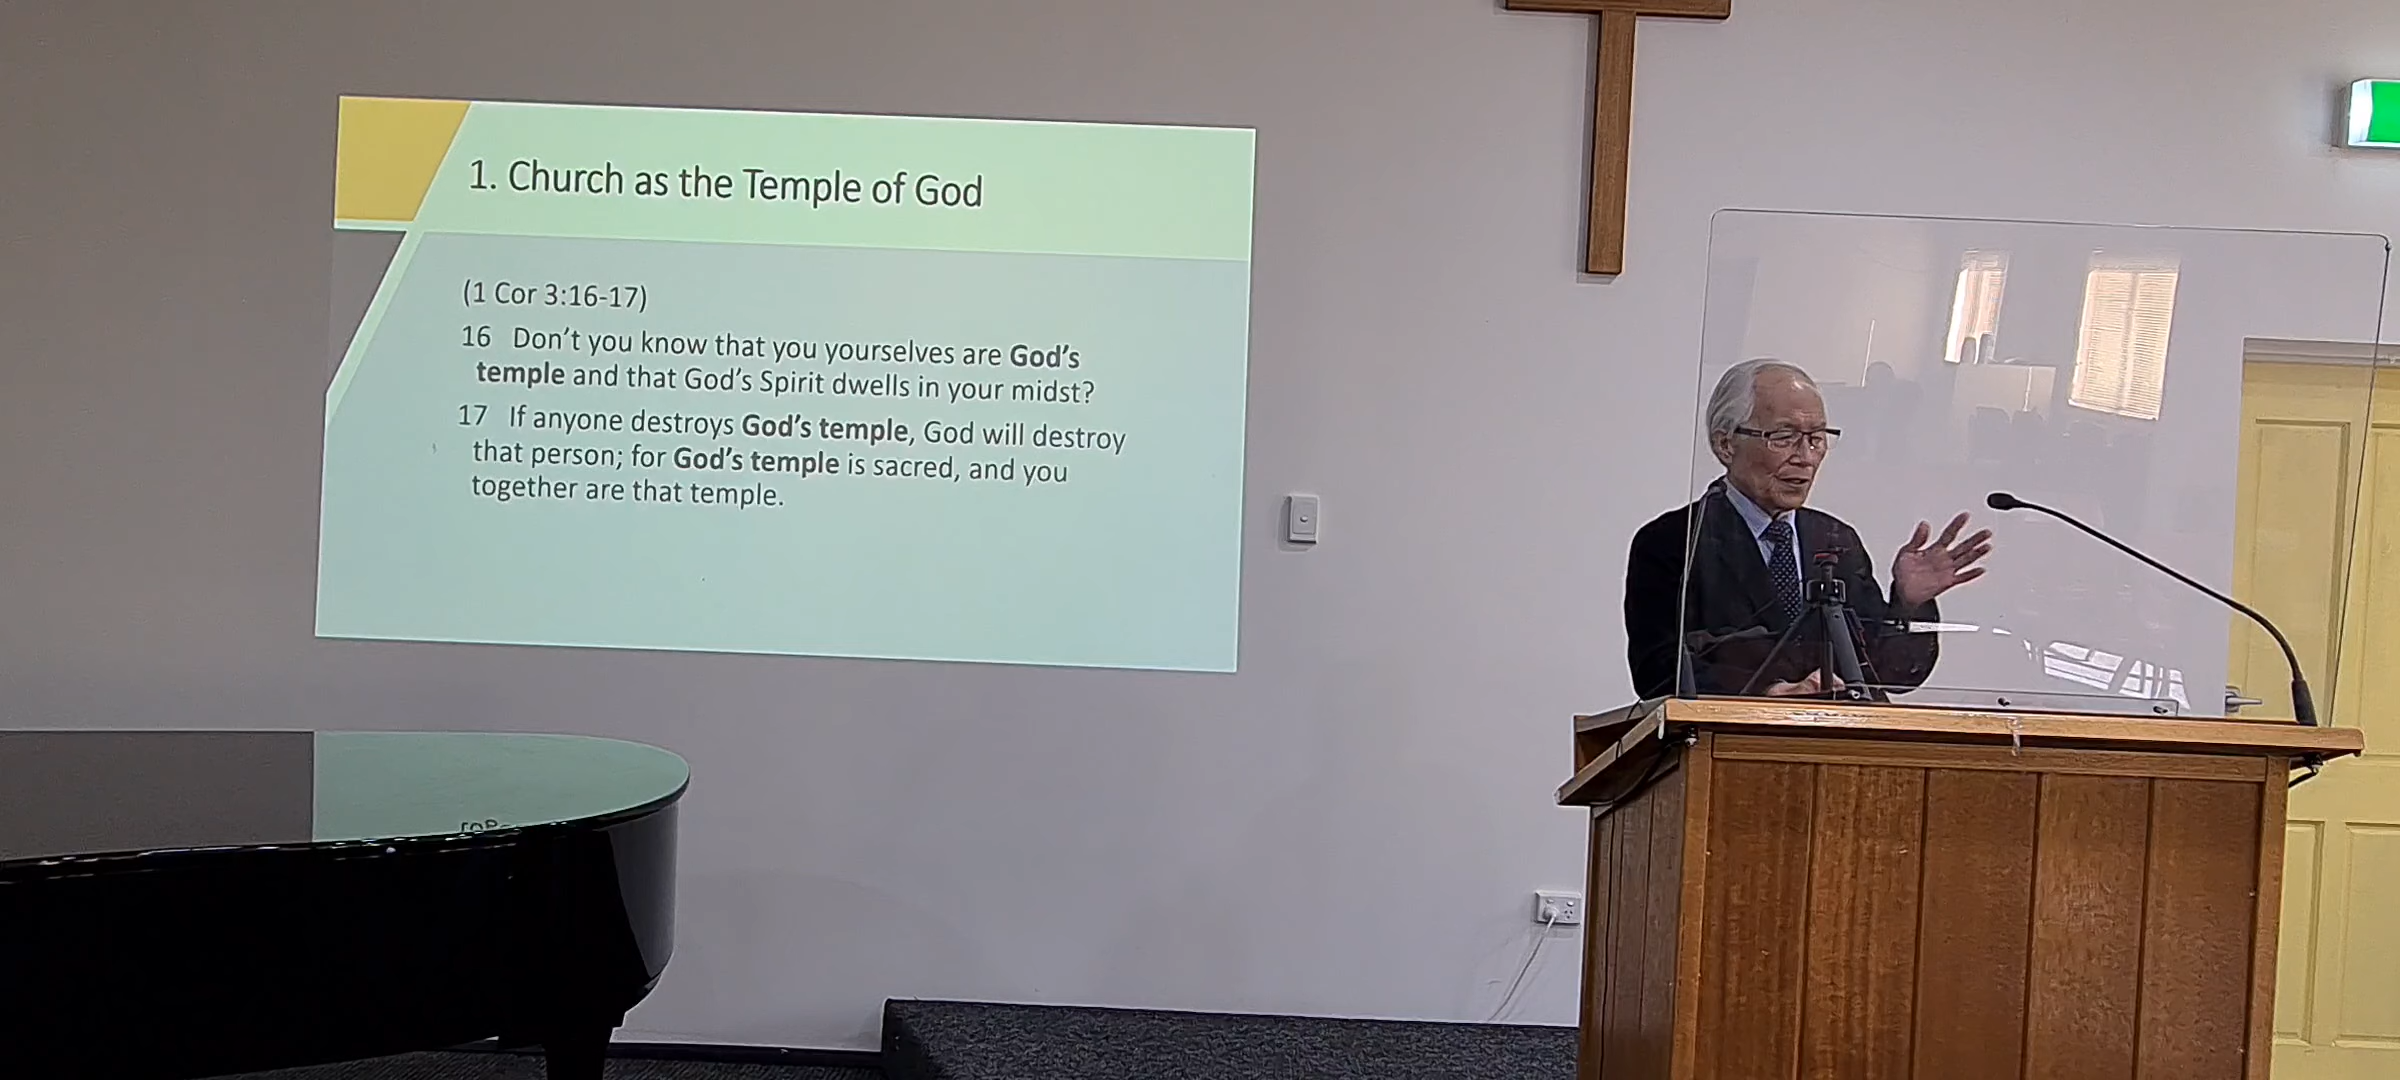 1. Church as the Temple of God
(1 Cor 3:16-17)
16 Don’t you know that you yourselves are God’s
temple and that God’s Spirit dwells in your midst?
17 If anyone destroys God’s temple, God will destroy
that person; for God’s temple is sacred, and you
together are that temple.